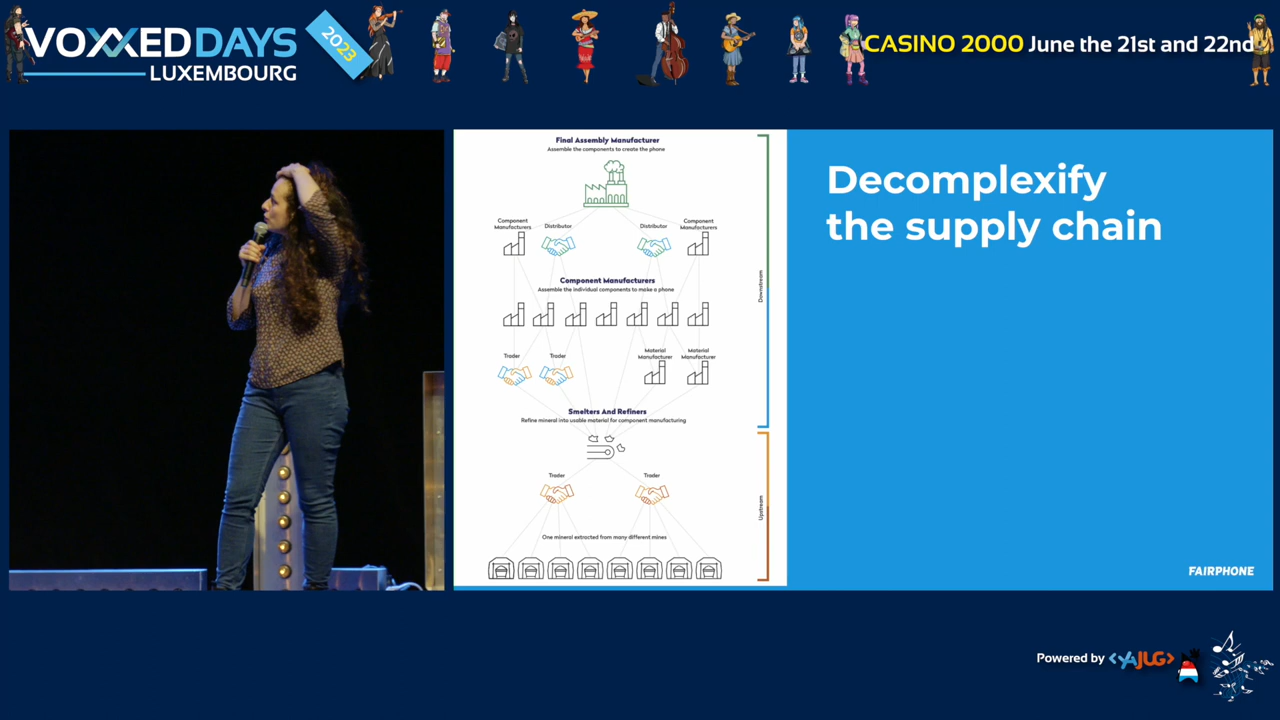 VOXXEDDAYS
LUXEMBOURG
2023
CASINO 2000 June the 21st and 22nd
Final Assembly Manufacturer
Assemble the components to create the phone
Component
Manufacturers
Distributor
Distributor
Component
Manufacturers
Component Manufacturers
Assemble the individual components to make a phone
Trader
Trader
Material
Manufacturer
Material
Manufacturer
Smelters And Refiners
Refine mineral into usable material for component manufacturing
Trader
Trader
One mineral extracted from many different mines
Downstream
Upstream
Decomplexify
the supply chain
FAIRPHONE
Powered by <YAJUG>